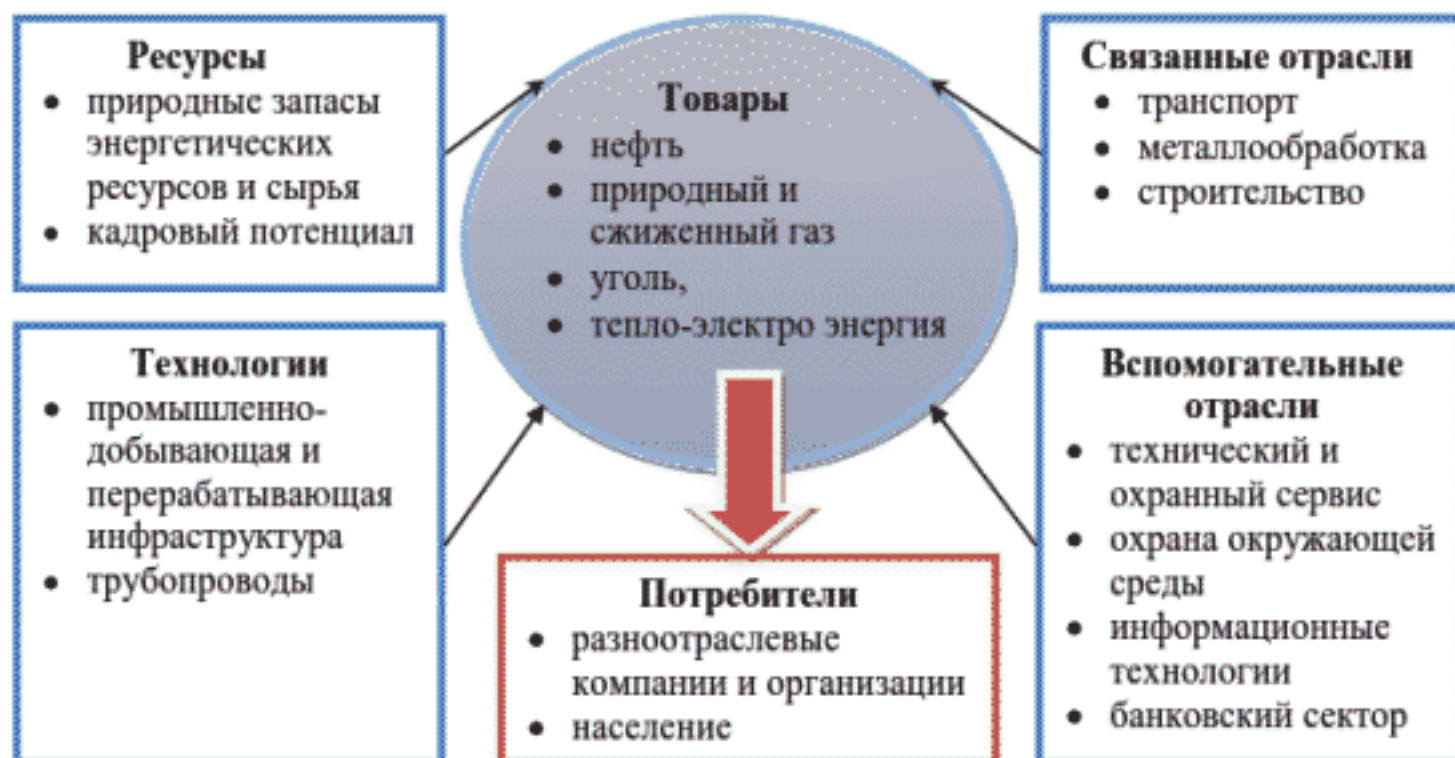 Ресурсы
• природные запасы
энергетических
ресурсов и сырья
• кадровый потенциал
Товары
• нефть
• природный и
сжиженный газ
• уголь,
• тепло-электро энергия
Связанные отрасли
• транспорт
• металлообработка
• строительство
Технологии
• промышленно-
добывающая и
перерабатывающая
инфраструктура
• трубопроводы
Потребители
• разноотраслевые
компании и организации
• население
Вспомогательные
отрасли
• технический и
охранный сервис
• охрана окружающей
среды
• информационные
технологии
• банковский сектор